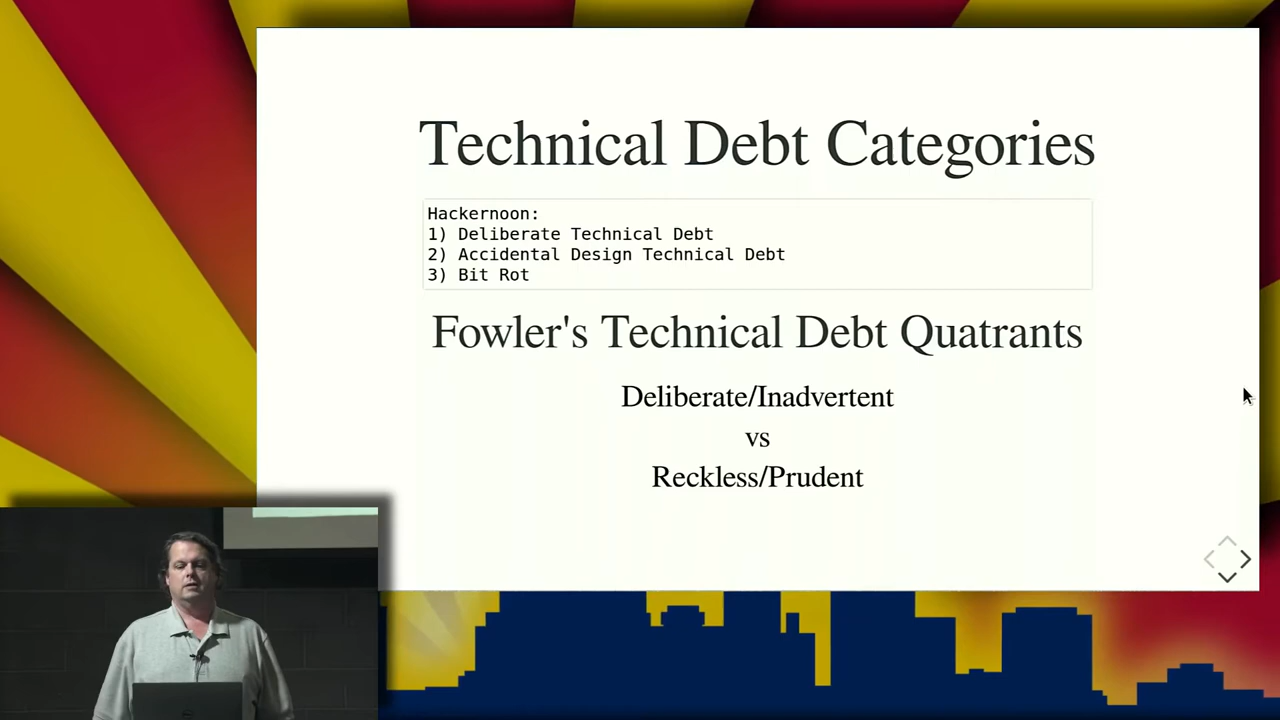 Technical Debt Categories
Hackernoon:
1) Deliberate Technical Debt
2) Accidental Design Technical Debt
3) Bit Rot
Fowler's Technical Debt Quatrants
Deliberate/Inadvertent
vs
Reckless/Prudent